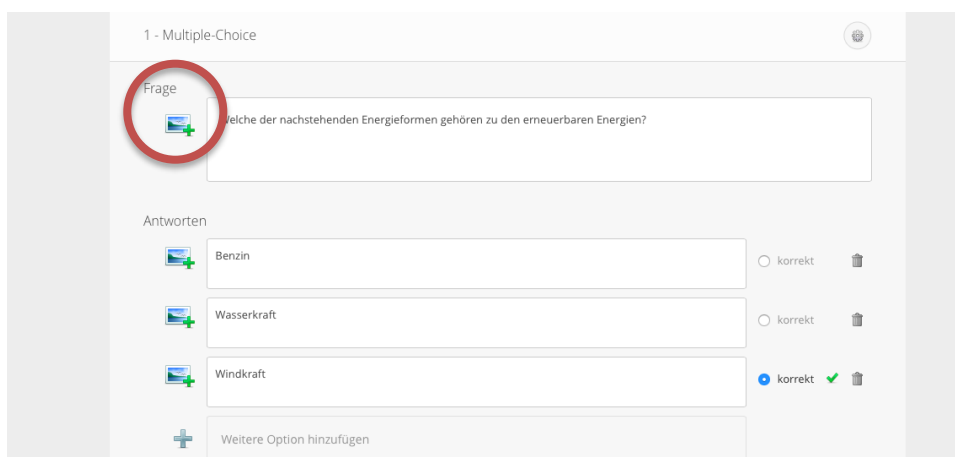 1 - Multiple-Choice
Frage
Welche der nachstehenden Energieformen gehören zu den erneuerbaren Energien?
Antworten
Benzin
korrekt
Wasserkraft
korrekt
Windkraft
korrekt
Weitere Option hinzufügen